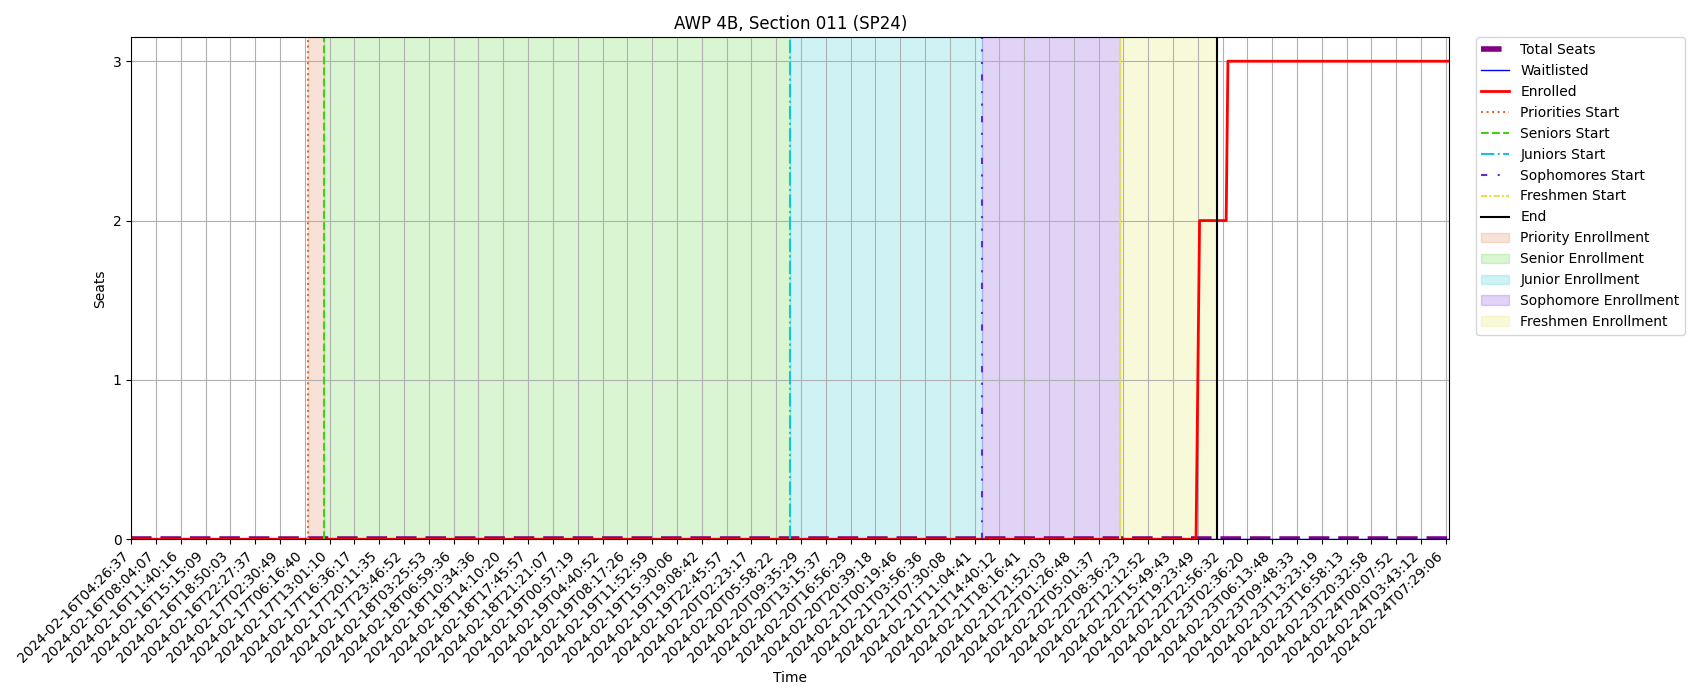 AWP 4B, Section 011 (SP24)
3
2
1
0
Seats
2024-02-16T04:26:37
2024-02-16T08:04:07
2024-02-16T11:40:16
2024-02-16T15:15:09
2024-02-16T18:50:03
2024-02-16T22:27:37
2024-02-17T02:30:49
2024-02-17T06:16:40
2024-02-17T13:01:10
2024-02-17T16:36:17
2024-02-17T20:11:35
2024-02-17T23:46:52
2024-02-18T03:25:53
2024-02-18T06:59:36
2024-02-18T10:34:36
2024-02-18T14:10:20
2024-02-18T17:45:57
2024-02-18T21:21:07
2024-02-19T00:57:19
2024-02-19T04:40:52
2024-02-19T08:17:26
2024-02-19T11:52:59
2024-02-19T15:30:06
2024-02-19T19:08:42
2024-02-19T22:45:57
2024-02-20T02:23:17
2024-02-20T05:58:22
2024-02-20T09:35:29
2024-02-20T13:15:37
2024-02-20T16:56:29
2024-02-20T20:39:18
2024-02-21T00:19:46
2024-02-21T03:56:36
2024-02-21T07:30:08
2024-02-21T11:04:41
2024-02-21T14:40:12
2024-02-21T18:16:41
2024-02-21T21:52:03
2024-02-22T01:26:48
2024-02-22T05:01:37
2024-02-22T08:36:23
2024-02-22T12:12:52
2024-02-22T15:49:43
2024-02-22T19:23:49
2024-02-22T22:56:32
2024-02-23T02:36:20
2024-02-23T06:13:48
2024-02-23T09:48:33
2024-02-23T13:23:19
2024-02-23T16:58:13
2024-02-23T20:32:58
2024-02-24T00:07:52
2024-02-24T03:43:12
2024-02-24T07:29:06
Time
Total Seats
Waitlisted
Enrolled
Priorities Start
Seniors Start
Juniors Start
Sophomores Start
Freshmen Start
End
Priority Enrollment
Senior Enrollment
Junior Enrollment
Sophomore Enrollment
Freshmen Enrollment